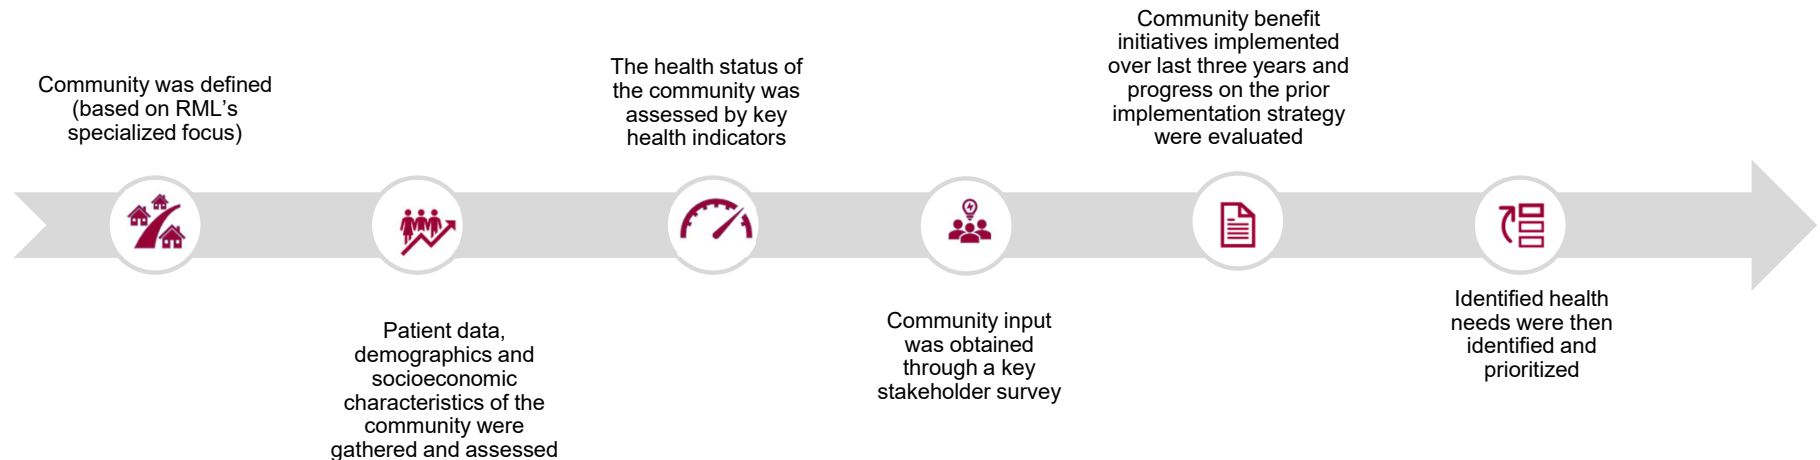 Community was defined
(based on RML's
specialized focus)
Patient data,
demographics and
socioeconomic
characteristics of the
community were
gathered and assessed
The health status of
the community was
assessed by key
health indicators
Community input
was obtained
through a key
stakeholder survey
Community benefit
initiatives implemented
over last three years and
progress on the prior
implementation strategy
were evaluated
Identified health
needs were then
identified and
prioritized